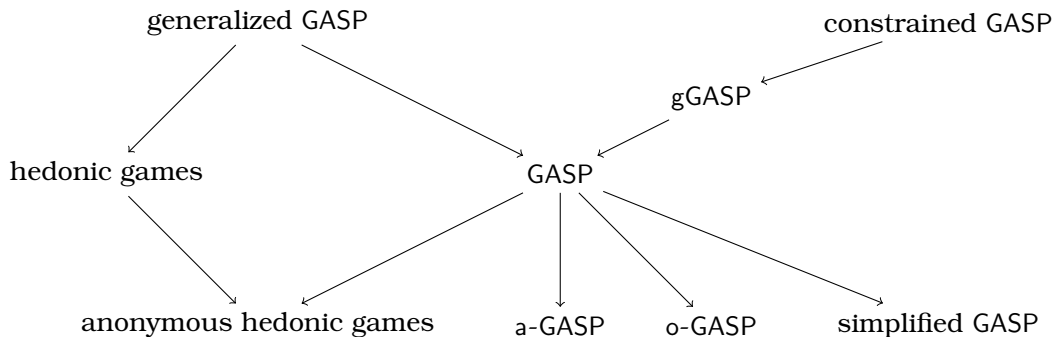 generalized GASP
constrained GASP
gGASP
hedonic games
GASP
anonymous hedonic games
a-GASP
o-GASP
simplified GASP